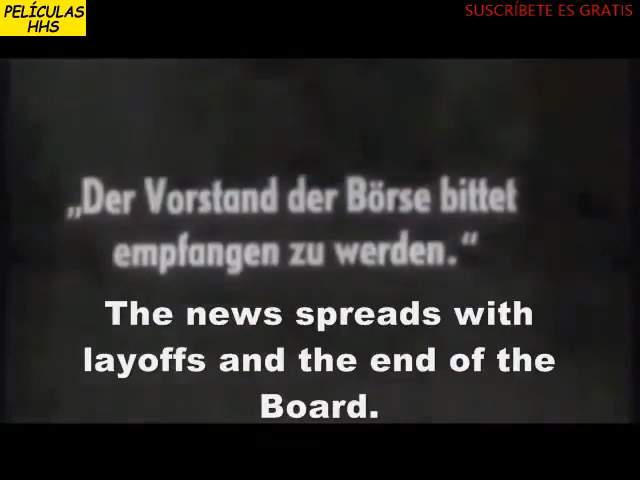 PELÍCULAS
HHS
SUSCRÍBETE ES GRATIS
„Der Vorstand der Börse bittet
empfangen zu werden.“
The news spreads with
layoffs and the end of the
Board.